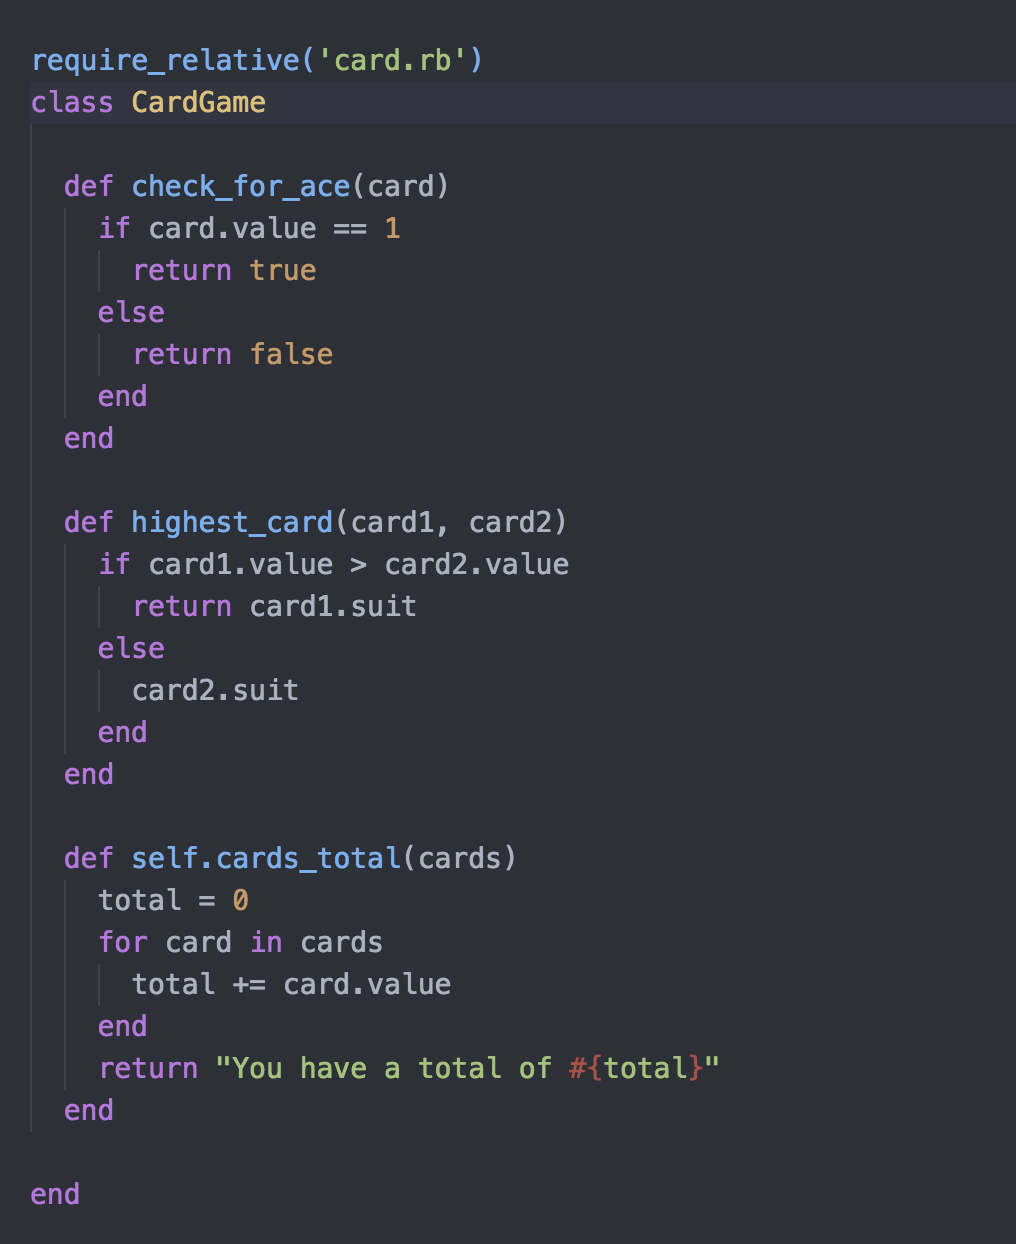 require_relative('card.rb')
class CardGame
def check_for_ace(card)
if card.value == 1
return true
else
return false
end
end
def highest_card(card1, card2)
if card1.value > card2.value
return card1.suit
else
card2.suit
end
end
def self.cards_total(cards)
total = 0
for card in cards
total += card.value
end
return "You have a total of #{total}"
end
end